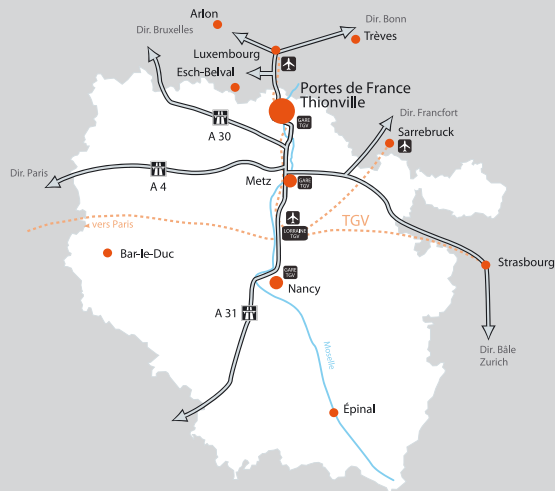 Arlon
Dir. Bonn
Dir. Bruxelles
Trèves
Luxembourg
Esch-Belval
Portes de France
Thionville
GARE
TGV
Dir. Francfort
A 30
Sarrebruck
Dir. Paris
A 4
Metz
GARE
TGV
vers Paris
TGV
LORRAINE
TGV
Bar-le-Duc
Strasbourg
GARE
TGV
Nancy
A 31
Moselle
Dir. Bâle
Zurich
Épinal